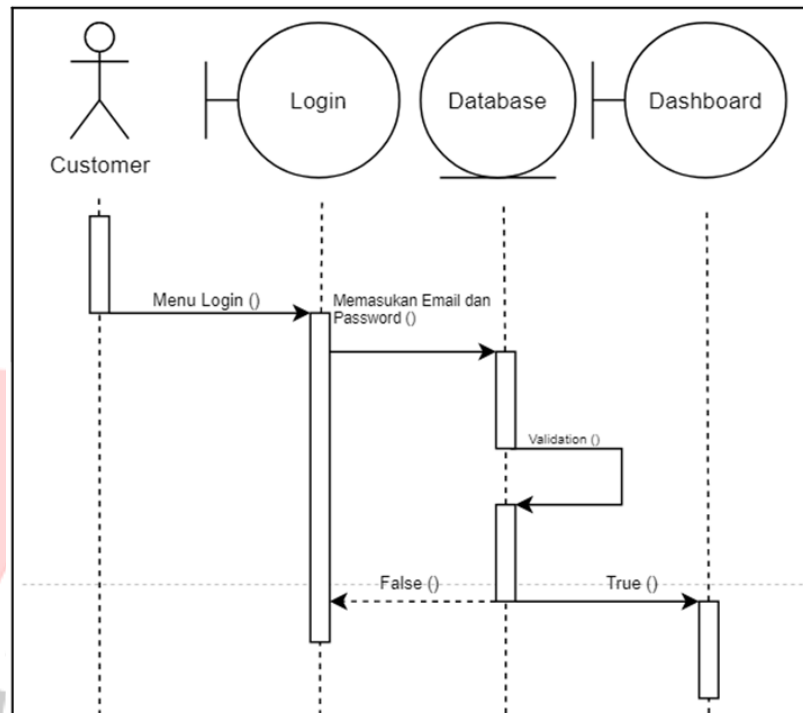 Customer
Login
Database
Dashboard
Menu Login ()
Memasukan Email dan
Password ()
Validation ()
False ()
True ()